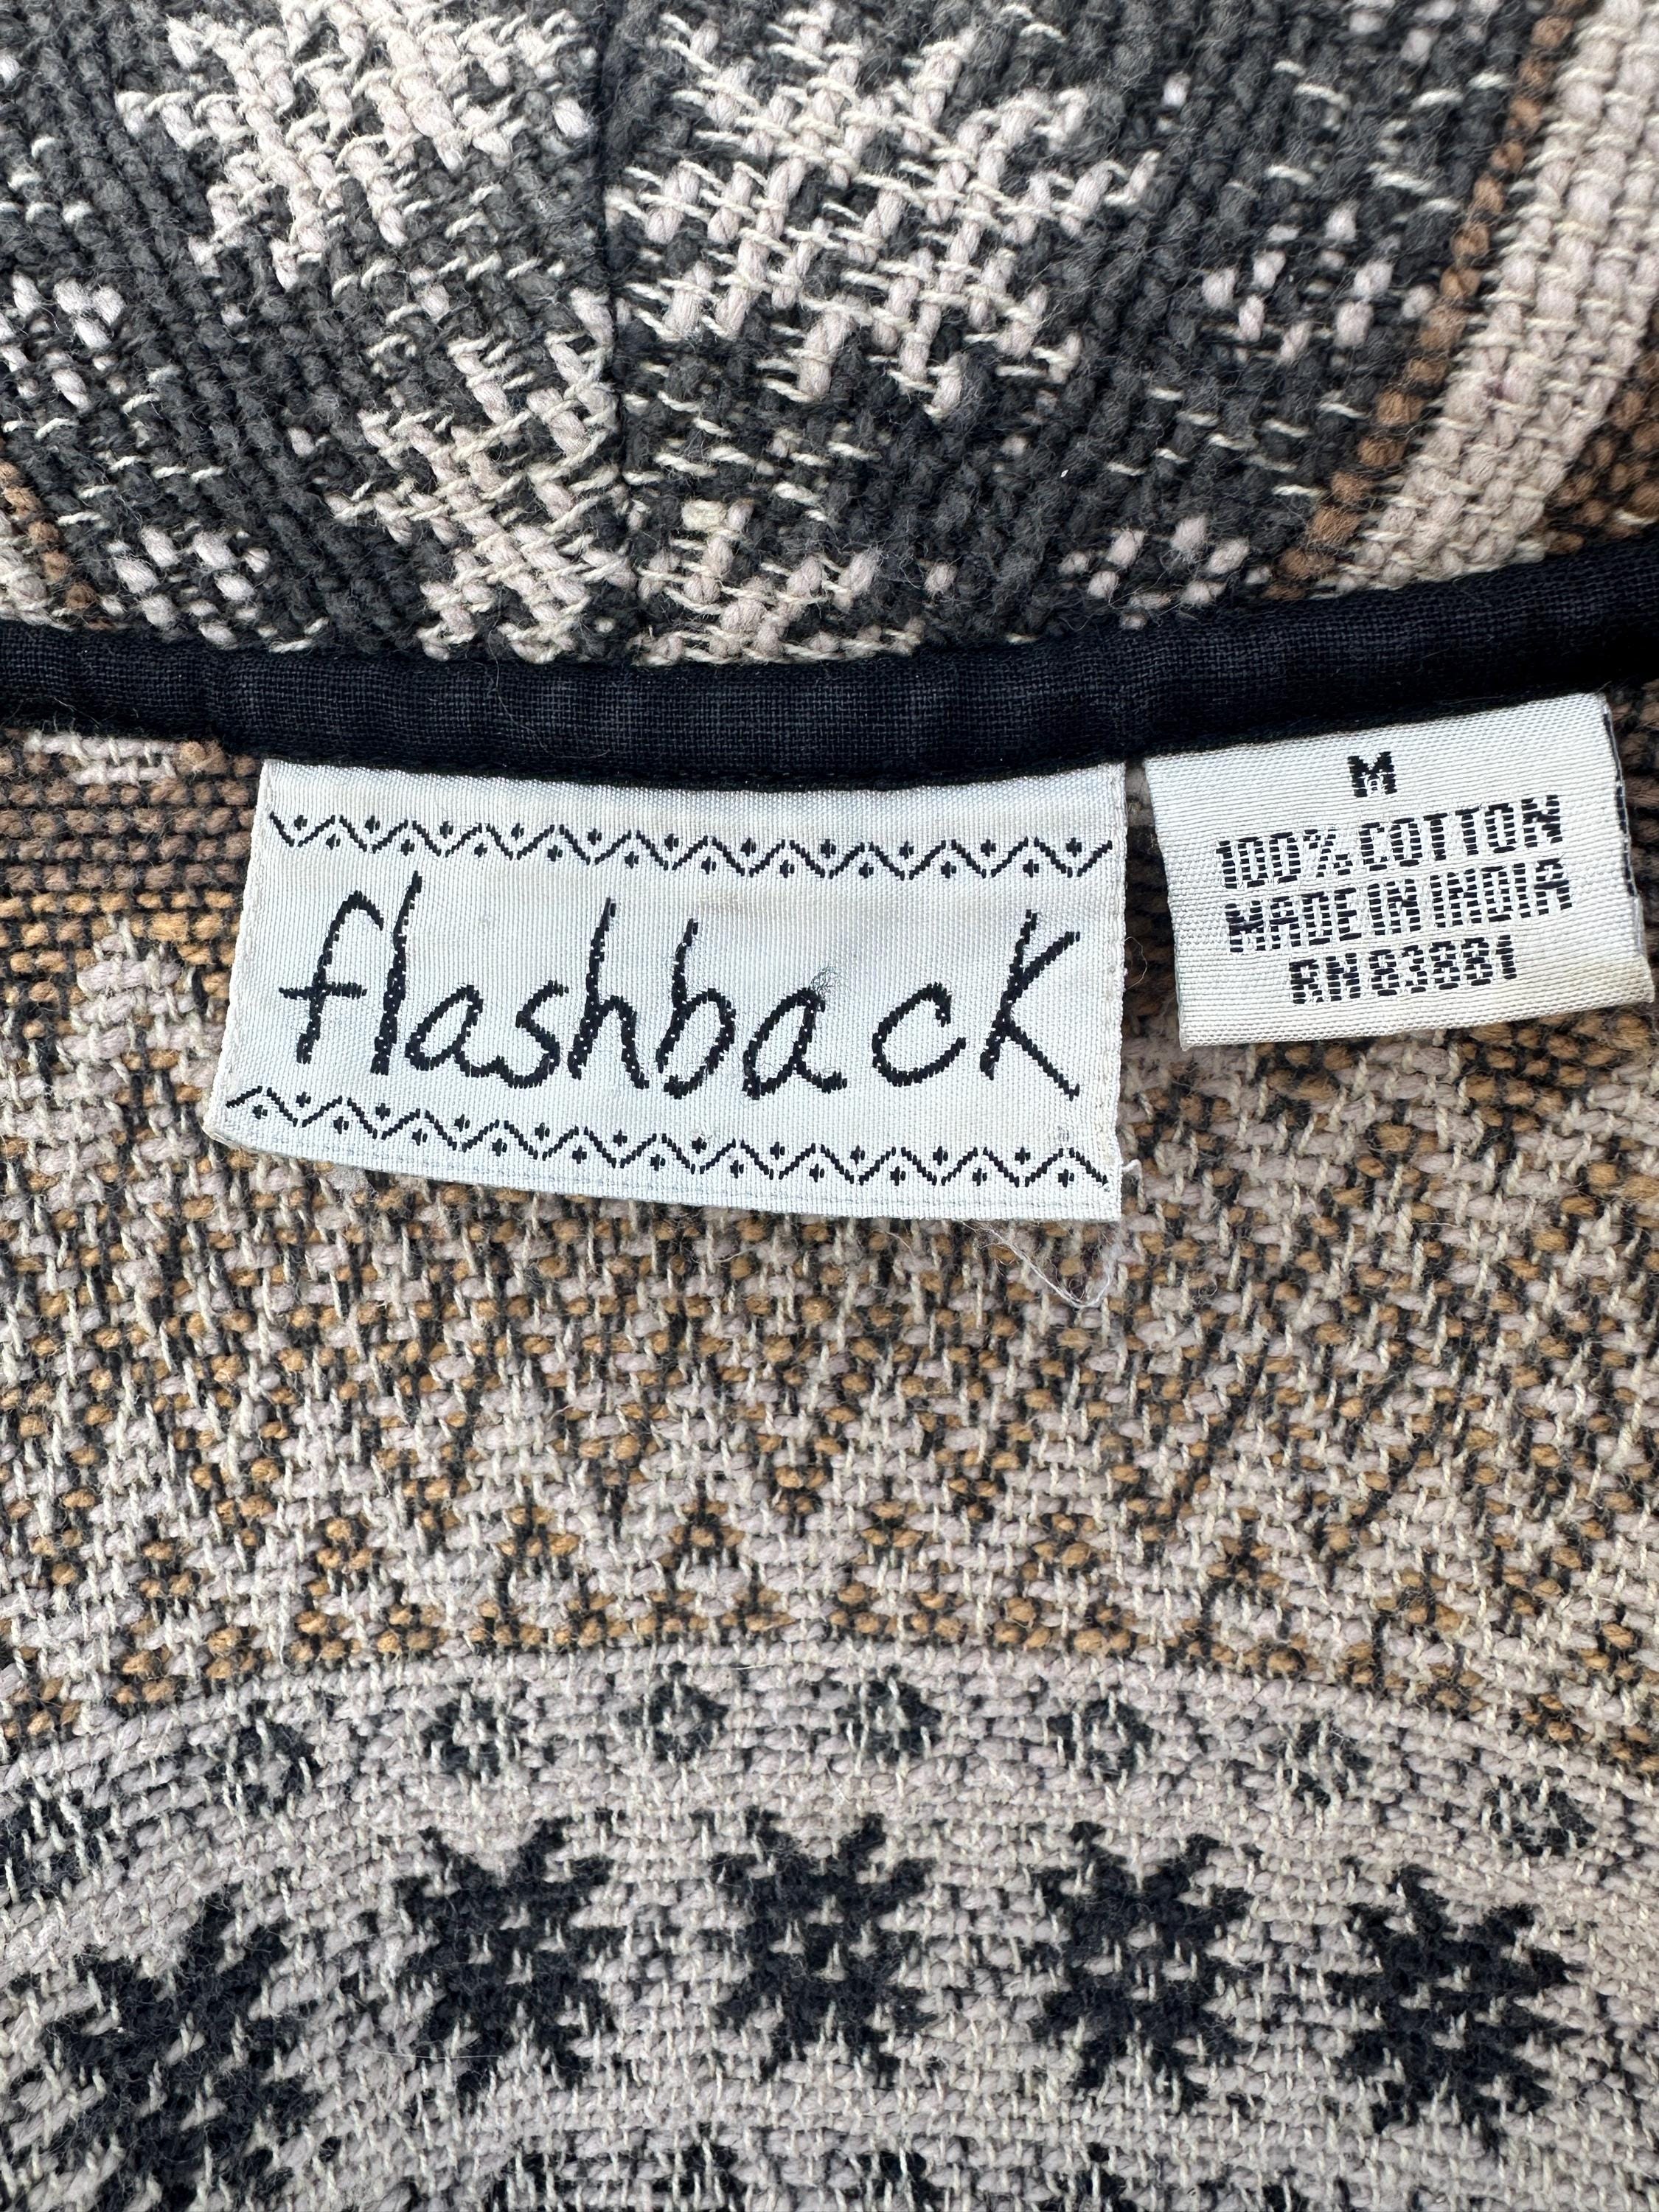 flashback
M
100% COTTON
MADE IN INDIA
RN 83881